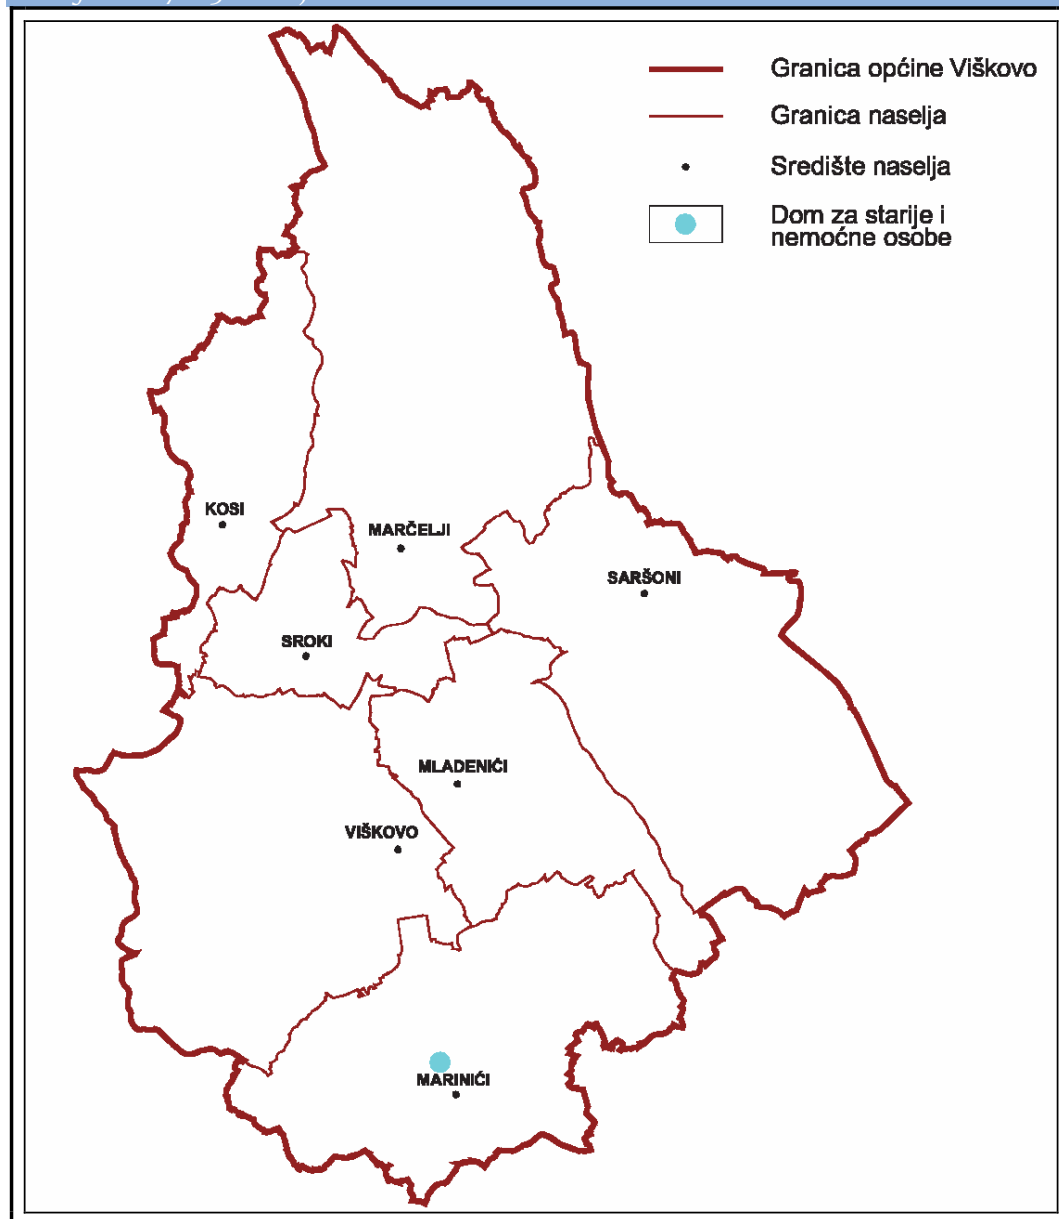 Granica općine Viškovo
Granica naselja
Središte naselja
Dom za starije i
nemoćne osobe
KOSI
MARČELJI
SARŠONI
SROKI
MLADENIĆI
VIŠKOVO
MARINIĆI